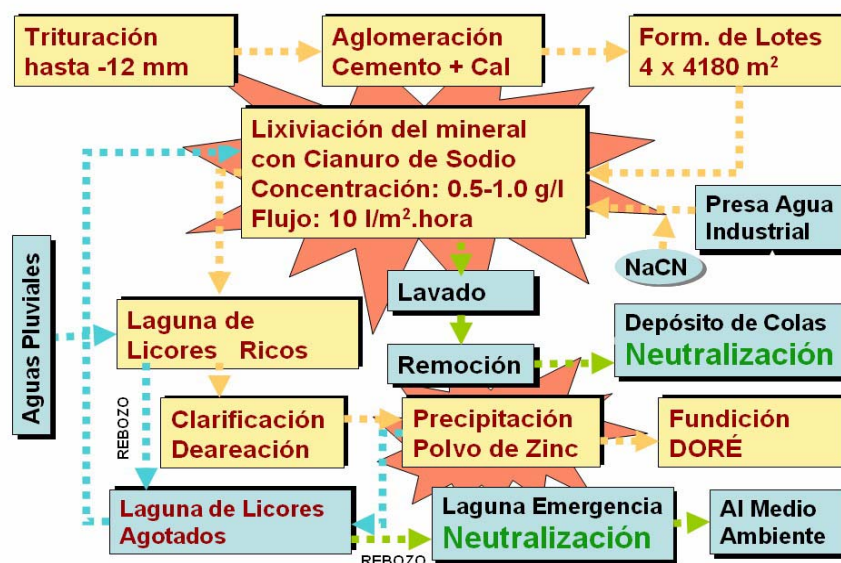 Trituración
hasta -12 mm
Aglomeración
Cemento + Cal
Form. de Lotes
4 x 4180 m²
Lixiviación del mineral
con Cianuro de Sodio
Concentración: 0.5-1.0 g/l
Flujo: 10 l/m².hora
Presa Agua
Industrial
NaCN
Aguas Pluviales
Lavado
Laguna de
Licores Ricos
Remoción
Depósito de Colas
Neutralización
REBOZO
Clarificación
Deareación
Precipitación
Polvo de Zinc
Fundición
DORÉ
Laguna de Licores
Agotados
REBOZO
Laguna Emergencia
Neutralización
Al Medio
Ambiente